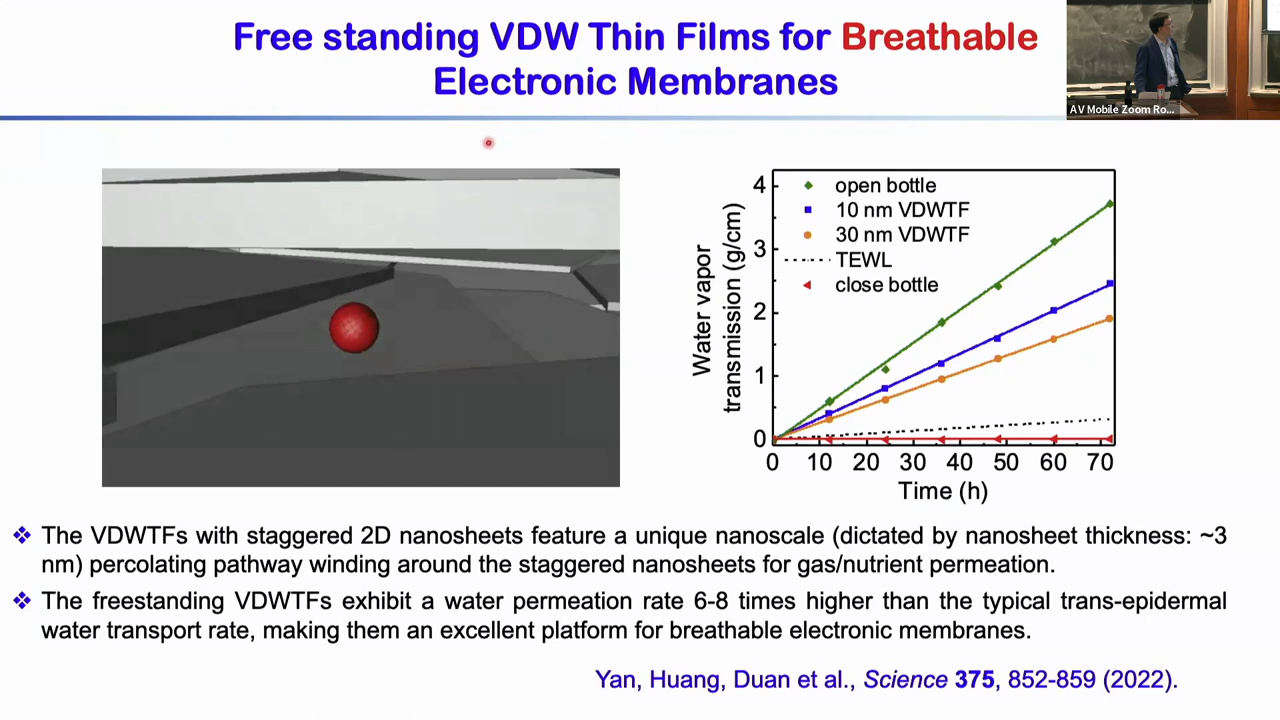 Free standing VDW Thin Films for Breathable
Electronic Membranes
AV Mobile Zoom Ro...
4
3
2
1
0
Water vapor
transmission (g/cm)
open bottle
10 nm VDWTF
30 nm VDWTF
TEWL
close bottle
0 10 20 30 40 50 60 70
Time (h)
❖ The VDWTFs with staggered 2D nanosheets feature a unique nanoscale (dictated by nanosheet thickness: ~3
nm) percolating pathway winding around the staggered nanosheets for gas/nutrient permeation.
❖ The freestanding VDWTFs exhibit a water permeation rate 6-8 times higher than the typical trans-epidermal
water transport rate, making them an excellent platform for breathable electronic membranes.
Yan, Huang, Duan et al., Science 375, 852-859 (2022).